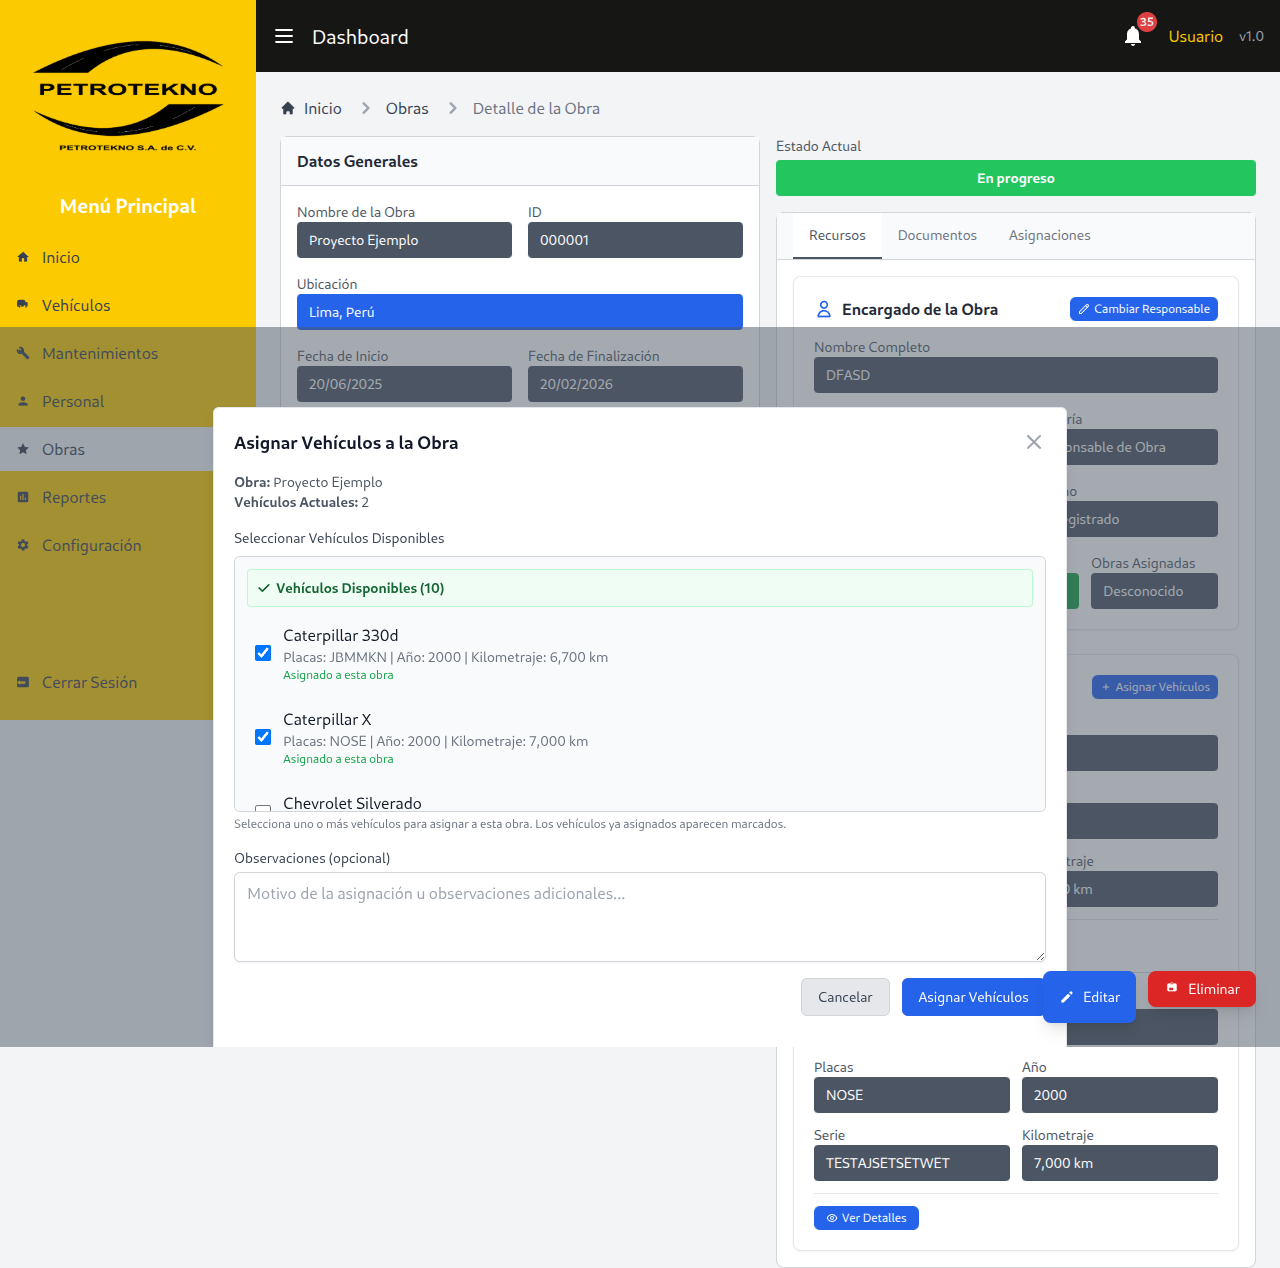 PETROTEKNO
PETROTEKNO S.A. de C.V.
Menú Principal
Inicio
Vehículos
Mantenimientos
Personal
Obras
Reportes
Configuración
Cerrar Sesión
Dashboard
35
Usuario
v1.0
Inicio
Obras
Detalle de la Obra
Datos Generales
Nombre de la Obra
ID
Proyecto Ejemplo
000001
Ubicación
Lima, Perú
Fecha de Inicio
Fecha de Finalización
20/06/2025
20/02/2026
Estado Actual
En progreso
Recursos
Documentos
Asignaciones
Encargado de la Obra
Cambiar Responsable
Nombre Completo
DFASD
de Obra
Obras Asignadas
Desconocido
Asignar Vehículos
km
Asignar Vehículos a la Obra
Obra: Proyecto Ejemplo
Vehículos Actuales: 2
Seleccionar Vehículos Disponibles
Vehículos Disponibles (10)
Caterpillar 330d
Placas: JBMMKN | Año: 2000 | Kilometraje: 6,700 km
Asignado a esta obra
Caterpillar X
Placas: NOSE | Año: 2000 | Kilometraje: 7,000 km
Asignado a esta obra
Chevrolet Silverado
Selecciona uno o más vehículos para asignar a esta obra. Los vehículos ya asignados aparecen marcados.
Observaciones (opcional)
Motivo de la asignación u observaciones adicionales...
Cancelar
Asignar Vehículos
Editar
Eliminar
Placas
Año
NOSE
2000
Serie
Kilometraje
TESTAJSETSETWET
7,000 km
Ver Detalles